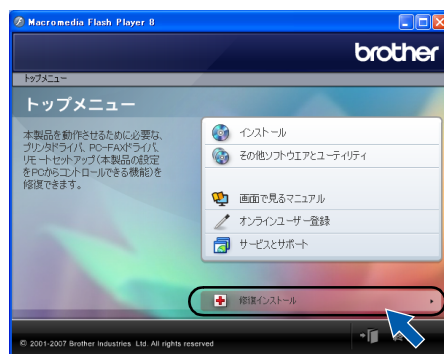 Macromedia Flash Player 8
brother
トップメニュー
トップメニュー
本製品を動作させるために必要な、
プリンタドライバ、PC-FAXドライバ、
リモートセットアップ（本製品の設定
をPCからコントロールできる機能）を
修復できます。
インストール
その他ソフトウエアとユーティリティ
画面で見るマニュアル
オンラインユーザー登録
サービスとサポート
修復インストール
© 2001-2007 Brother Industries Ltd. All rights reserved